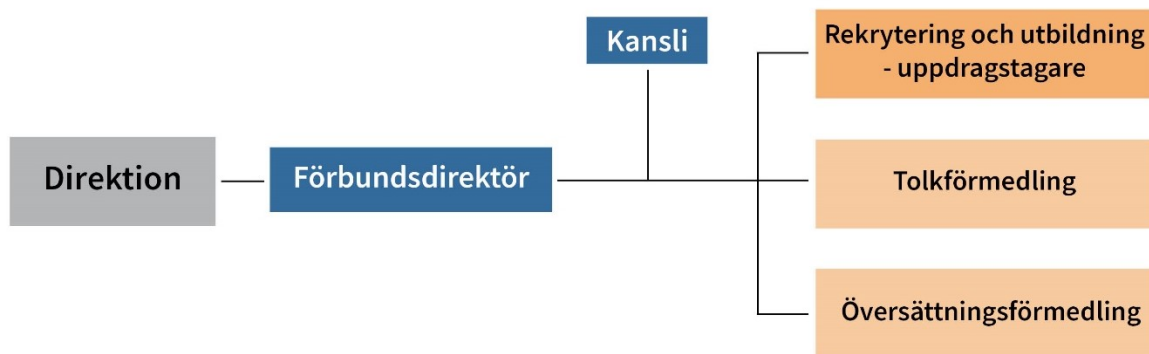 Kansli
Rekrytering och utbildning
- uppdragstagare
Direktion
Förbundsdirektör
Tolkförmedling
Översättningsförmedling